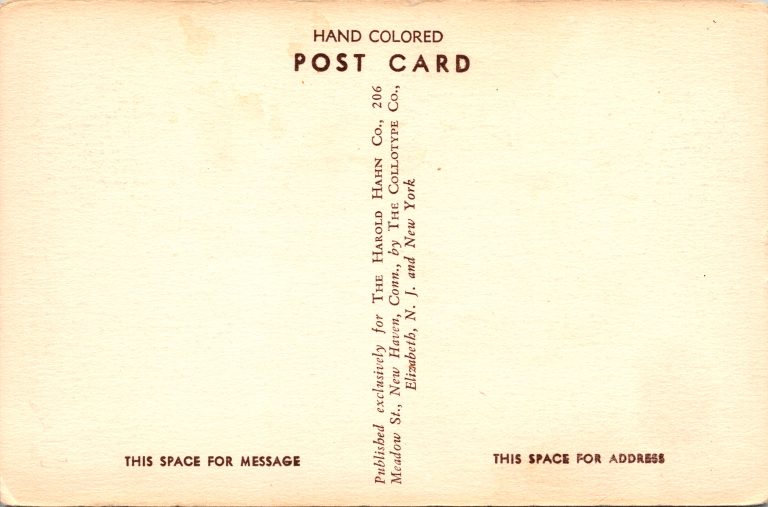 HAND COLORED
POST CARD
Published exclusively for THE HAROLD HAHN Co., 206
Meadow St., New Haven, Conn., by THE COLLOTYPE Co.,
Elizabeth, N. J. and New York
THIS SPACE FOR MESSAGE
THIS SPACE FOR ADDRESS